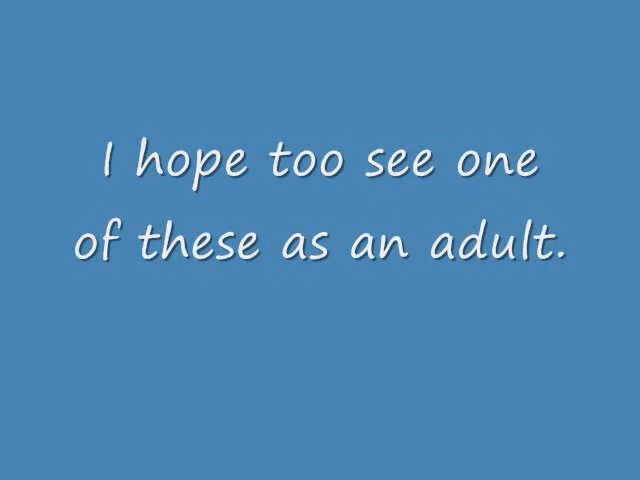 I hope too see one
of these as an adult.